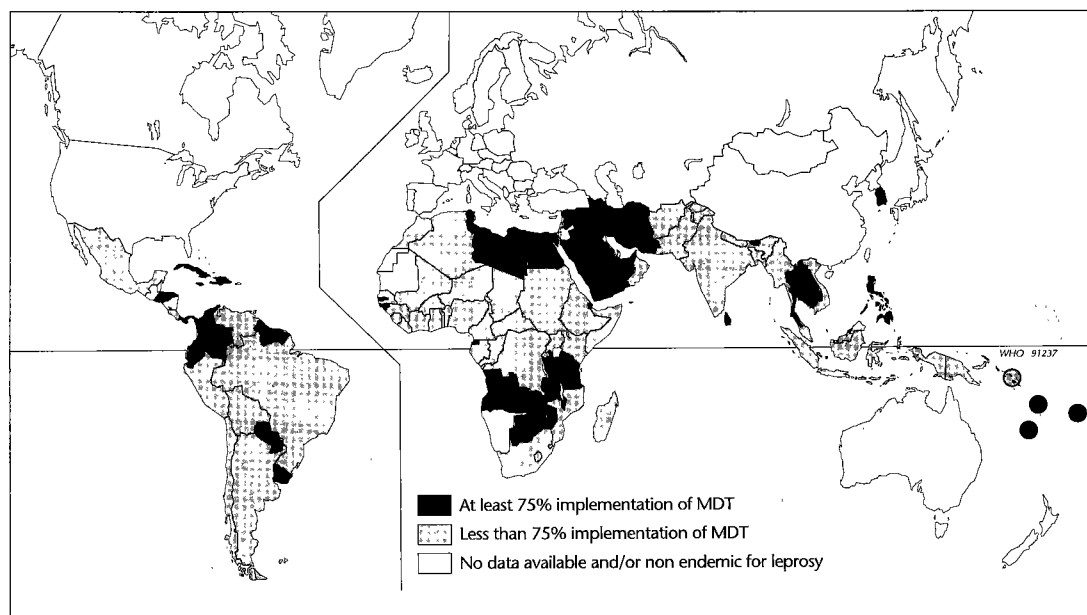 WHO 91237
At least 75% implementation of MDT
Less than 75% implementation of MDT
No data available and/or non endemic for leprosy